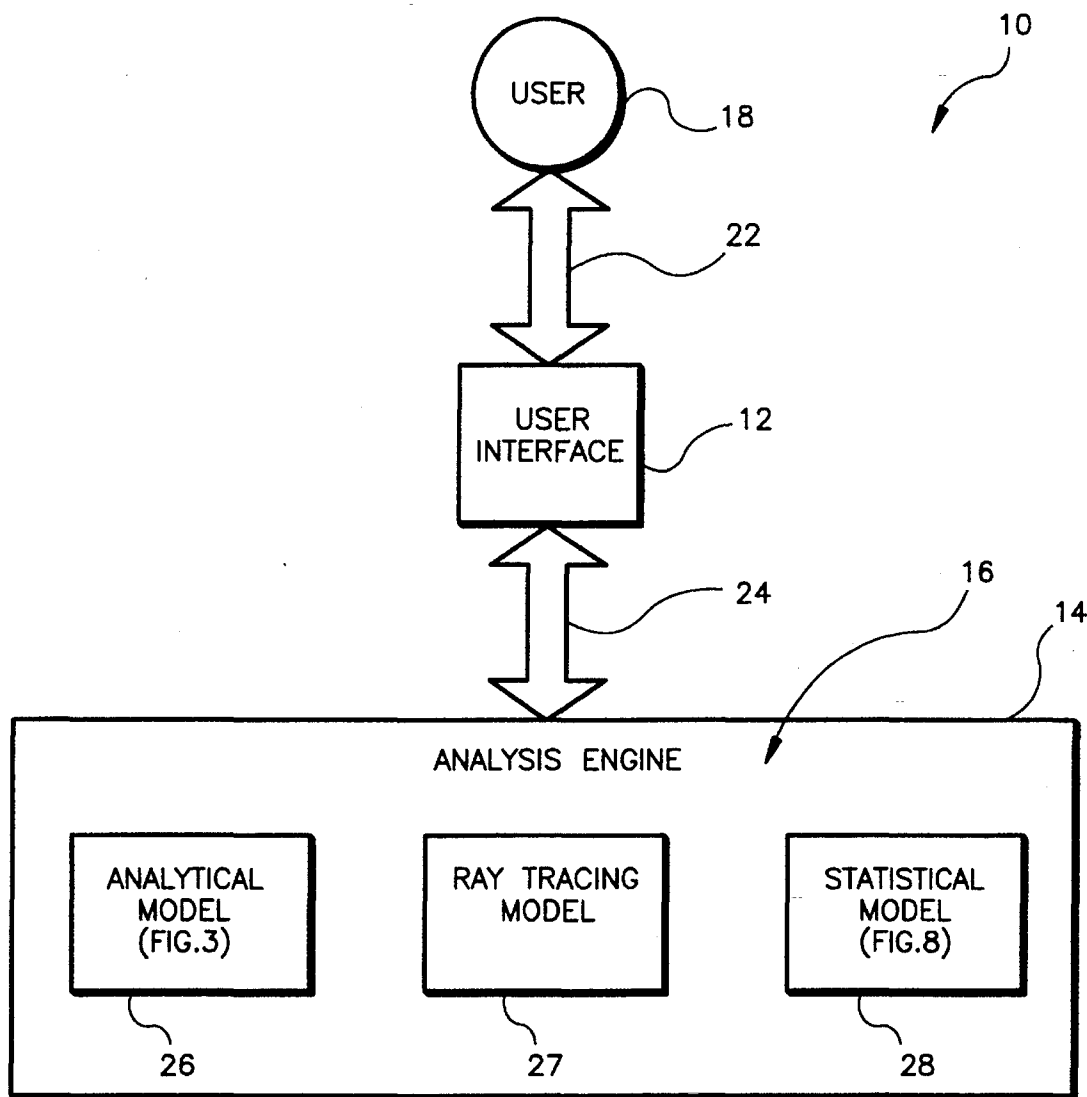 10
USER
18
22
USER
INTERFACE
12
24
16
14
ANALYSIS ENGINE
ANALYTICAL
MODEL
(FIG.3)
RAY TRACING
MODEL
STATISTICAL
MODEL
(FIG.8)
26
27
28